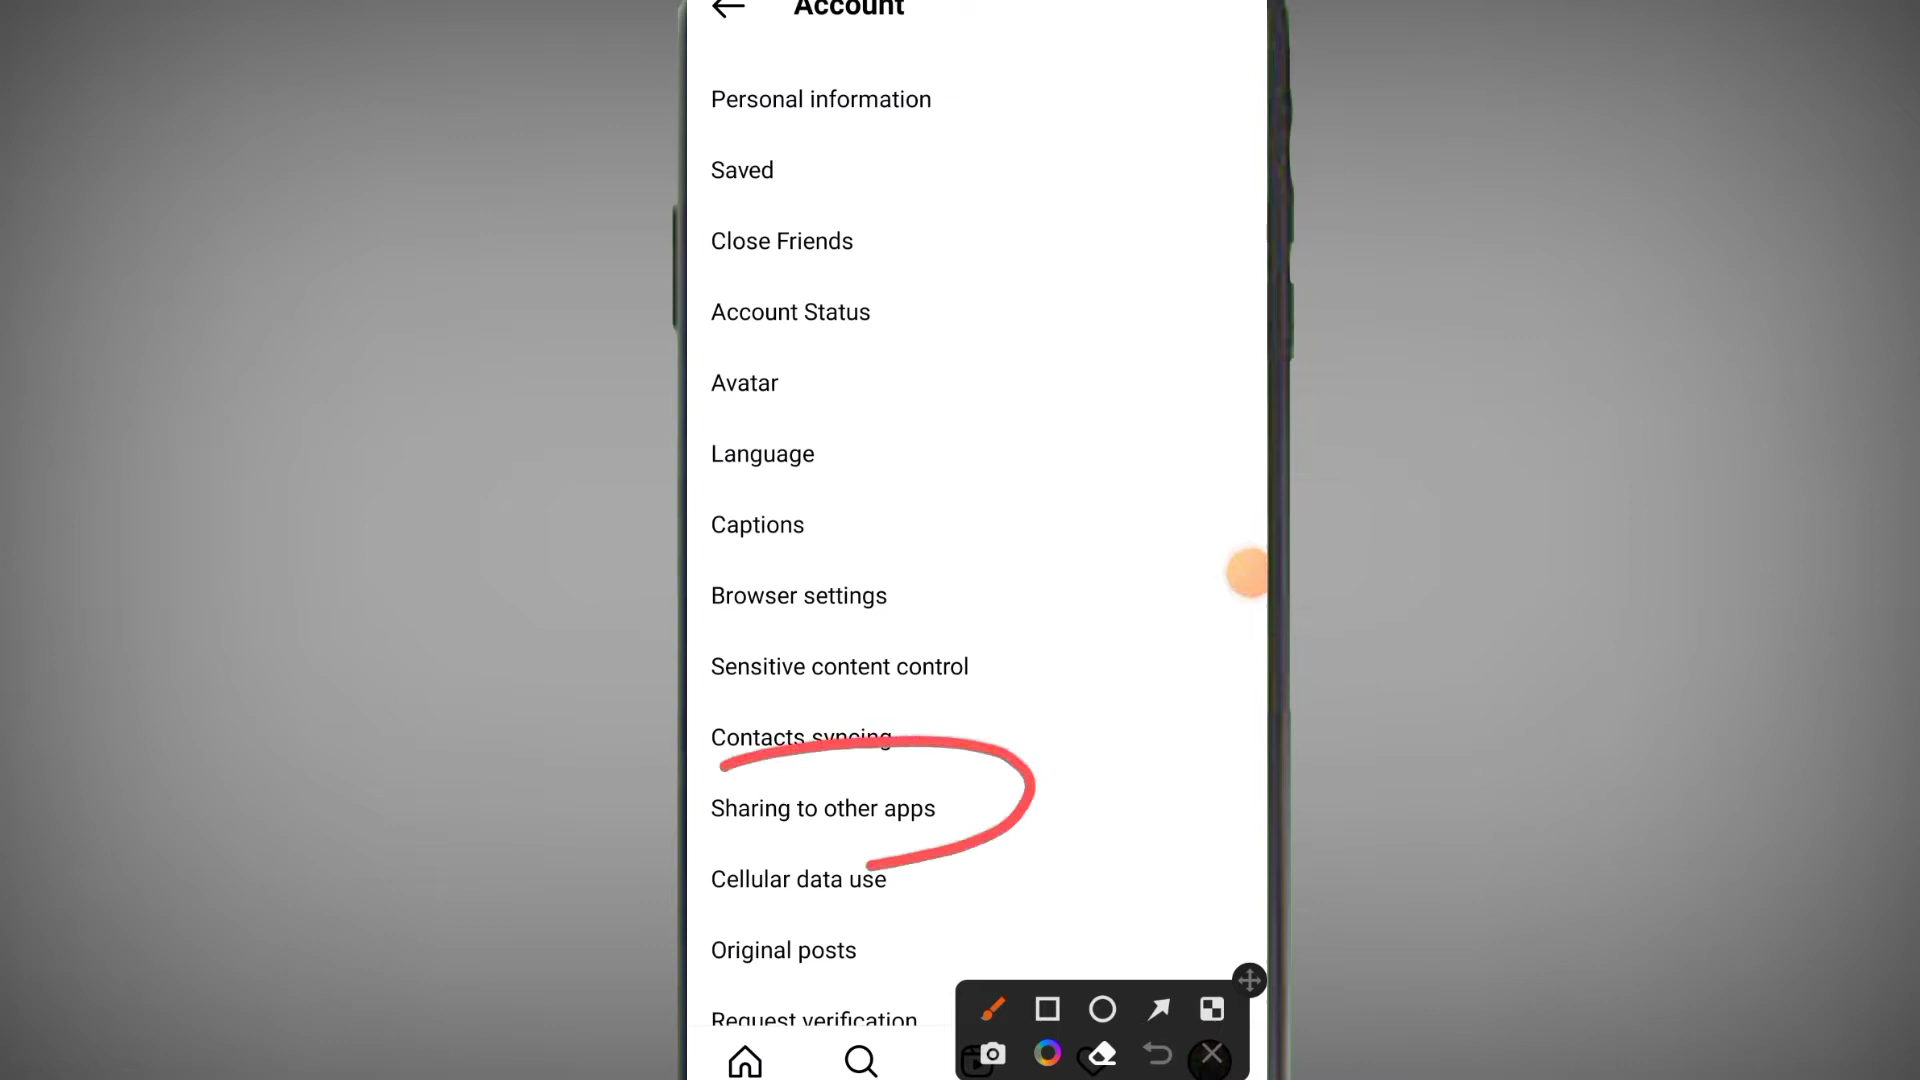 Account
Personal information
Saved
Close Friends
Account Status
Avatar
Language
Captions
Browser settings
Sensitive content control
Contacts syncing
Sharing to other apps
Cellular data use
Original posts
Request verification